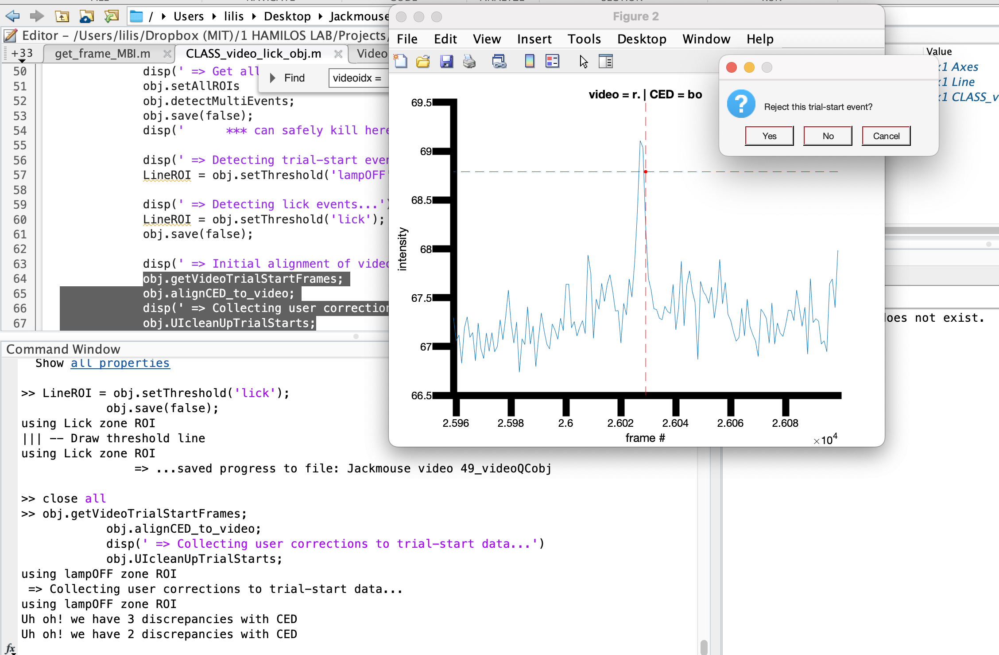 / ▸ Users ▸ lilis ▸ Desktop ▸ Jackmouse
Editor – /Users/lilis/Dropbox (MIT)/1 HAMILOS LAB/Projects/
+33 get_frame_MBI.m CLASS_video_lick_obj.m Video
Find videoidx =
50 disp(' => Get all
51 obj.setAllROIs
52 obj.detectMultiEvents;
53 obj.save(false);
54 disp(' *** can safely kill here
55
56 disp(' => Detecting trial-start even
57 LineROI = obj.setThreshold('lampOFF'
58
59 disp(' => Detecting lick events...')
60 LineROI = obj.setThreshold('lick');
61 obj.save(false);
62
63 disp(' => Initial alignment of video
64 obj.getVideoTrialStartFrames;
65 obj.alignCED_to_video;
66 disp(' => Collecting user correction
67 obj.UIcleanUpTrialStarts;
Command Window
Show all properties
>> LineROI = obj.setThreshold('lick');
obj.save(false);
using Lick zone ROI
||| -- Draw threshold line
using Lick zone ROI
=> ...saved progress to file: Jackmouse video 49_videoQCobj
>> close all
>> obj.getVideoTrialStartFrames;
obj.alignCED_to_video;
disp(' => Collecting user corrections to trial-start data...')
obj.UIcleanUpTrialStarts;
using lampOFF zone ROI
=> Collecting user corrections to trial-start data...
using lampOFF zone ROI
Uh oh! we have 3 discrepancies with CED
Uh oh! we have 2 discrepancies with CED
fx
Figure 2
File Edit View Insert Tools Desktop Window Help
video = r. | CED = bo
69.5
69
68.5
68
67.5
67
66.5
intensity
2.596 2.598 2.6 2.602 2.604 2.606 2.608
frame #
×10^4
Reject this trial-start event?
Yes No Cancel
Value
x1 Axes
x1 Line
x1 CLASS_v
does not exist.